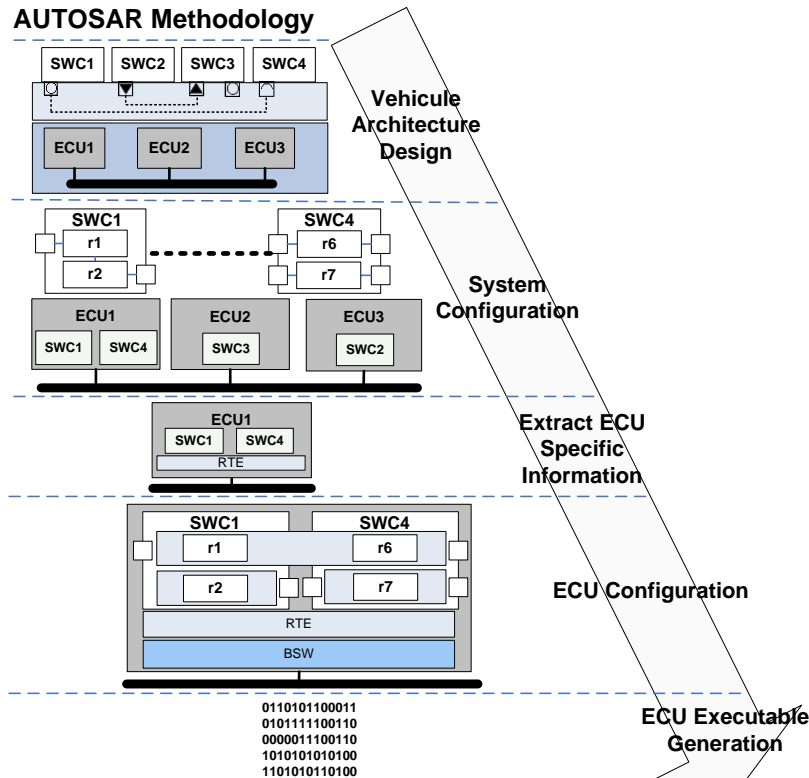 AUTOSAR Methodology
SWC1 SWC2 SWC3 SWC4
ECU1 ECU2 ECU3
Vehicule
Architecture
Design
SWC1 SWC4
r1 r6
r2 r7
ECU1 ECU2 ECU3
SWC1 SWC4 SWC3 SWC2
System
Configuration
ECU1
SWC1 SWC4
RTE
Extract ECU
Specific
Information
SWC1 SWC4
r1 r6
r2 r7
RTE
BSW
ECU Configuration
0110101100011
0101111100110
0000011100110
1010101010100
1101010110100
ECU Executable
Generation